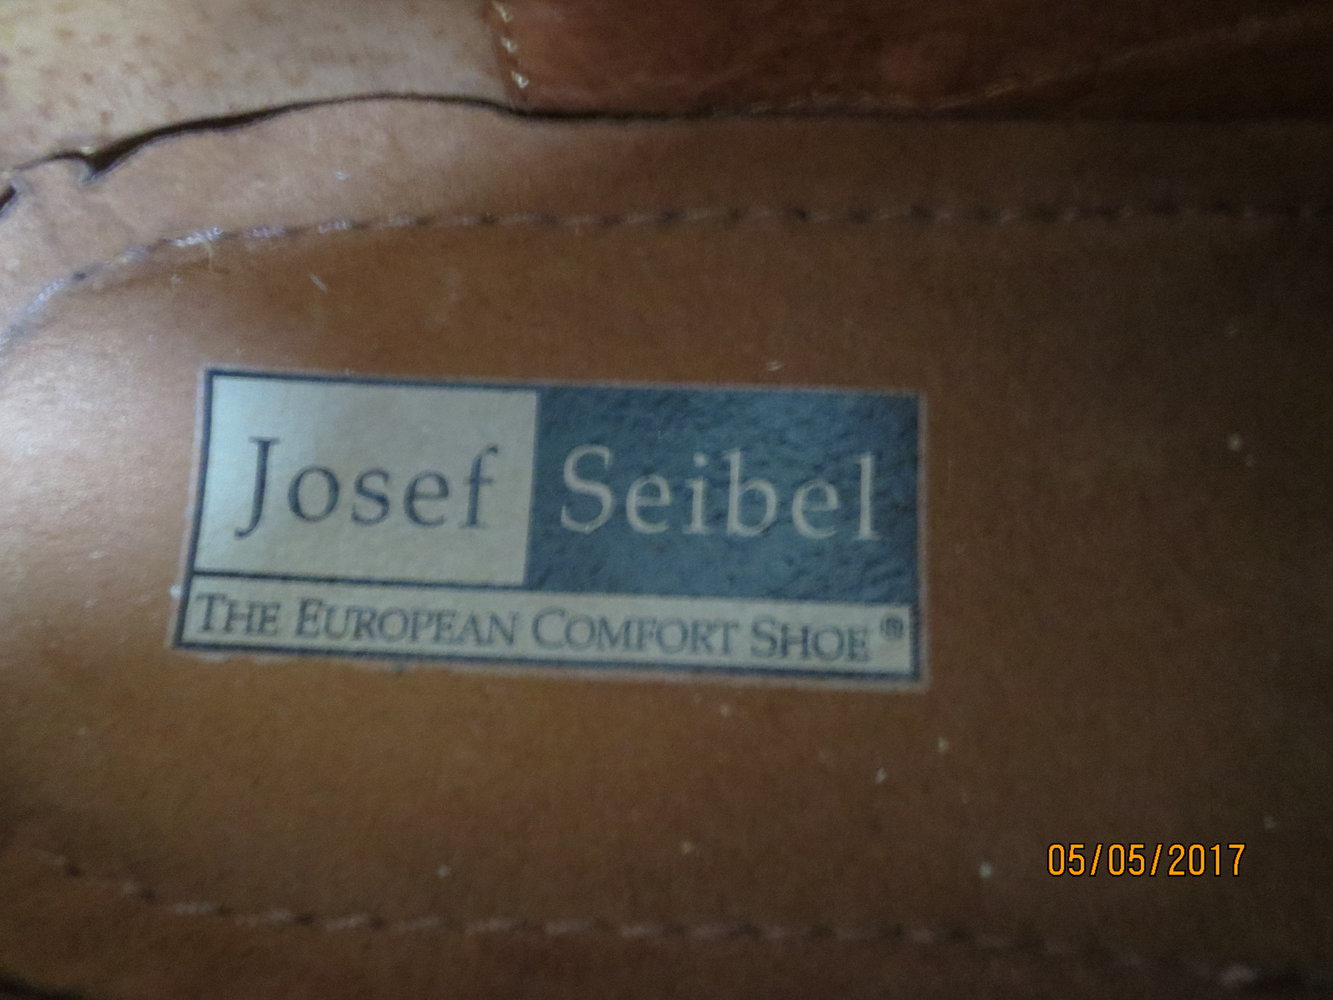 Josef Seibel
THE EUROPEAN COMFORT SHOE®
05/05/2017